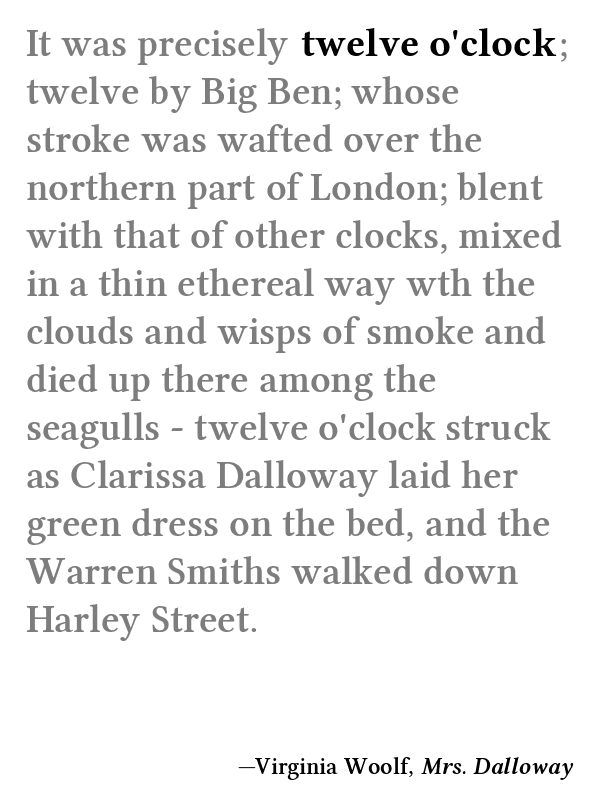 It was precisely twelve o'clock;
twelve by Big Ben; whose
stroke was wafted over the
northern part of London; blent
with that of other clocks, mixed
in a thin ethereal way wth the
clouds and wisps of smoke and
died up there among the
seagulls - twelve o'clock struck
as Clarissa Dalloway laid her
green dress on the bed, and the
Warren Smiths walked down
Harley Street.
—Virginia Woolf, Mrs. Dalloway